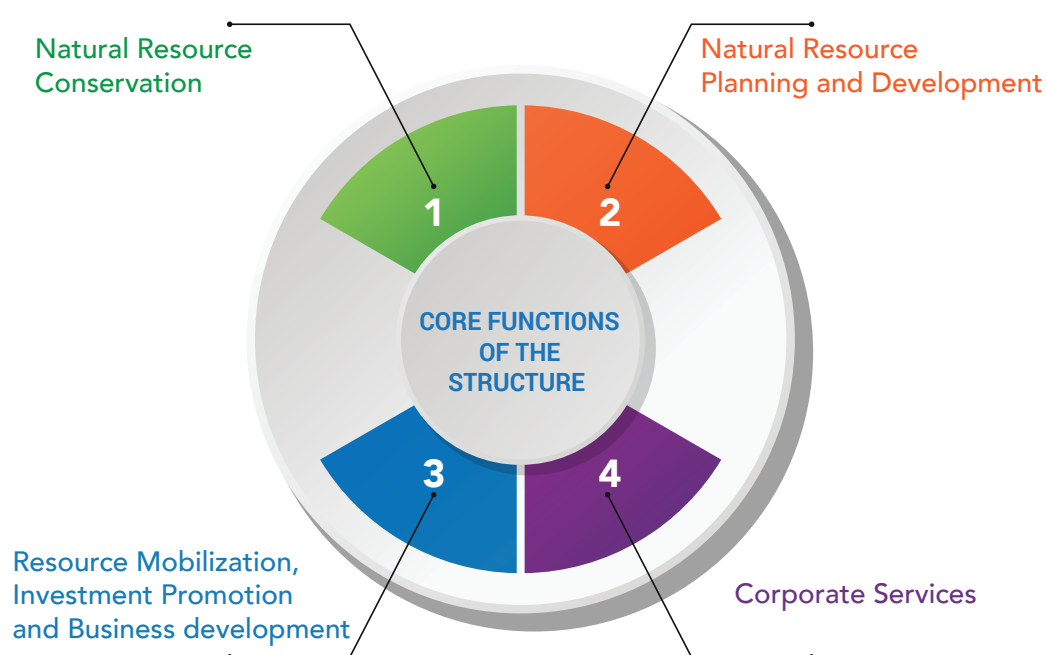 Natural Resource
Conservation
Natural Resource
Planning and Development
1
2
CORE FUNCTIONS
OF THE
STRUCTURE
3
4
Resource Mobilization,
Investment Promotion
and Business development
Corporate Services